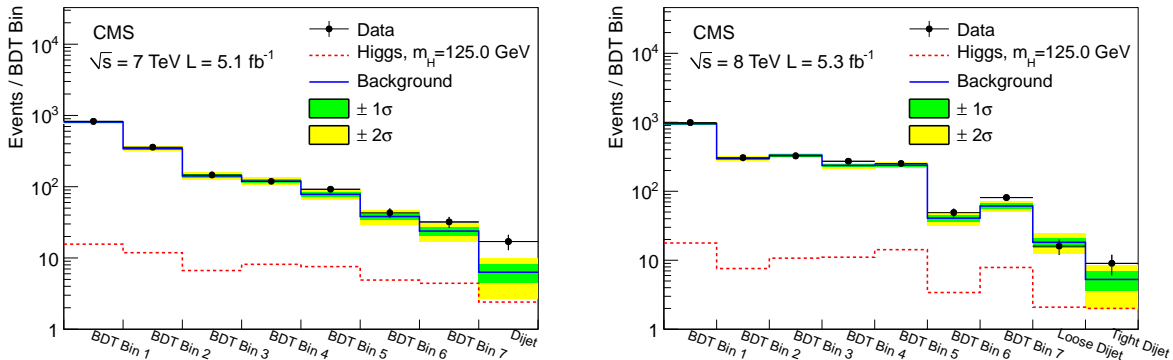 Events / BDT Bin
10⁴
10³
10²
10
1
CMS
√s = 7 TeV L = 5.1 fb⁻¹
Data
Higgs, m_H=125.0 GeV
Background
± 1σ
± 2σ
BDT Bin 1
BDT Bin 2
BDT Bin 3
BDT Bin 4
BDT Bin 5
BDT Bin 6
BDT Bin 7
Dijet
Events / BDT Bin
10⁴
10³
10²
10
1
CMS
√s = 8 TeV L = 5.3 fb⁻¹
Data
Higgs, m_H=125.0 GeV
Background
± 1σ
± 2σ
BDT Bin 1
BDT Bin 2
BDT Bin 3
BDT Bin 4
BDT Bin 5
BDT Bin 6
BDT Bin 7
Loose Dijet
Tight Dijet